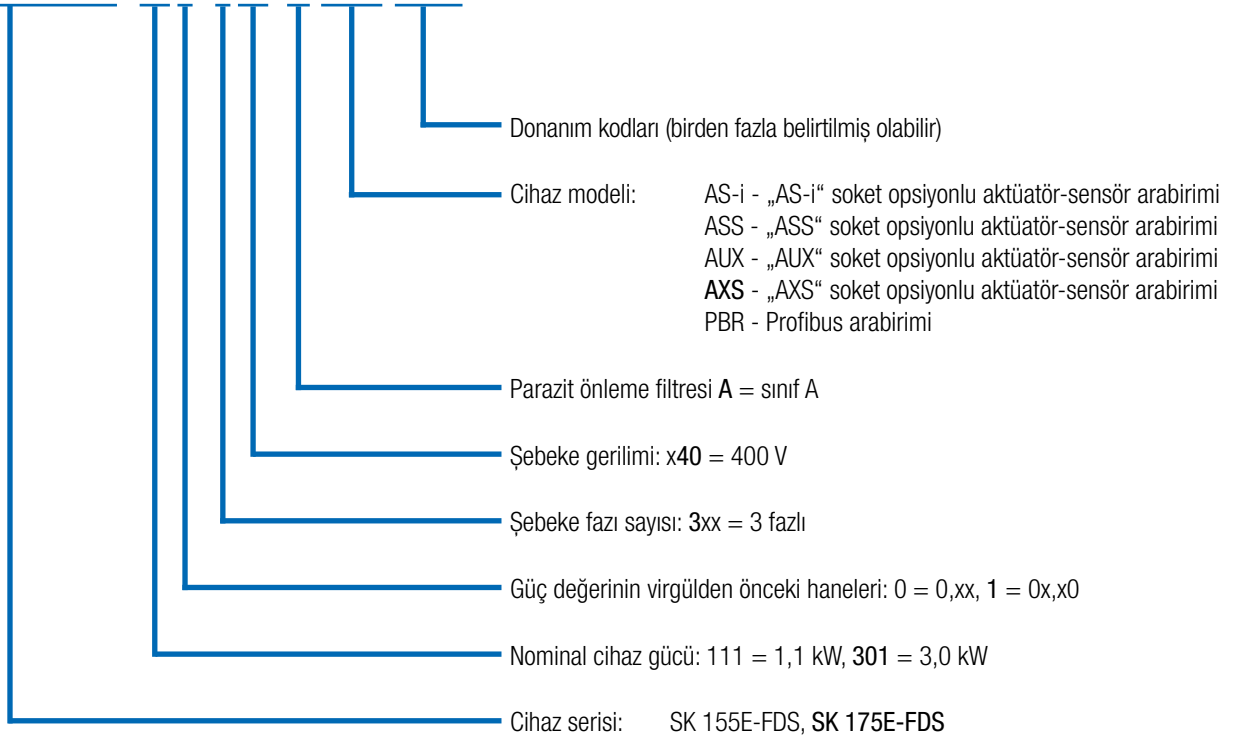 Donanım kodları (birden fazla belirtilmiş olabilir)
Cihaz modeli: AS-i - „AS-i“ soket opsiyonlu aktüatör-sensör arabirimi
ASS - „ASS“ soket opsiyonlu aktüatör-sensör arabirimi
AUX - „AUX“ soket opsiyonlu aktüatör-sensör arabirimi
AXS - „AXS“ soket opsiyonlu aktüatör-sensör arabirimi
PBR - Profibus arabirimi
Parazit önleme filtresi A = sınıf A
Şebeke gerilimi: x40 = 400 V
Şebeke fazı sayısı: 3xx = 3 fazlı
Güç değerinin virgülden önceki haneleri: 0 = 0,xx, 1 = 0x,x0
Nominal cihaz gücü: 111 = 1,1 kW, 301 = 3,0 kW
Cihaz serisi: SK 155E-FDS, SK 175E-FDS